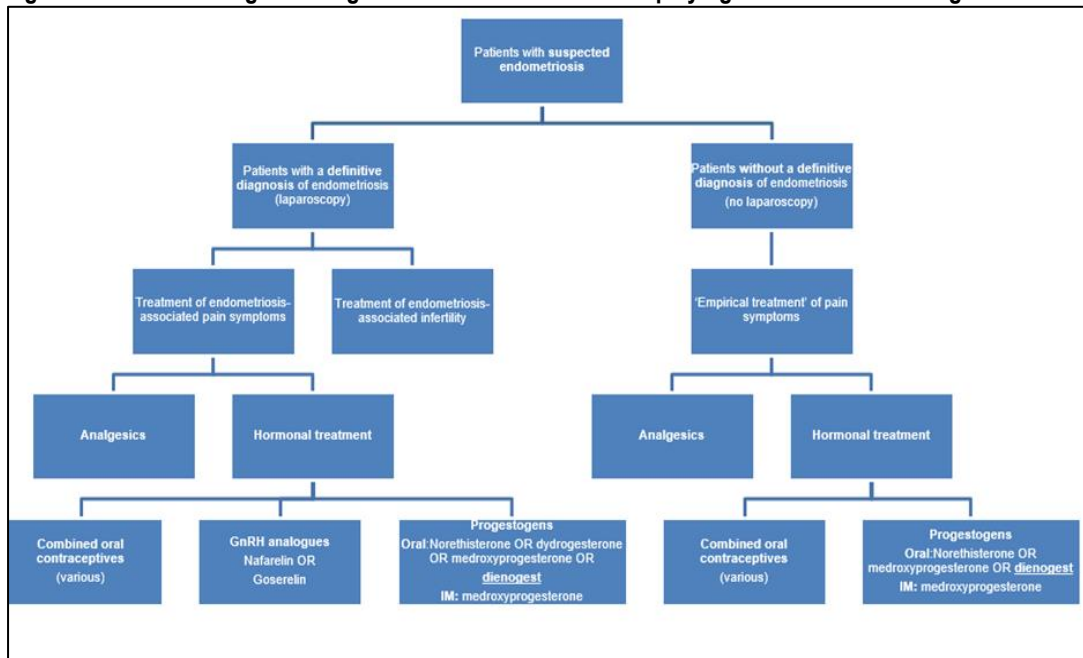 Patients with suspected
endometriosis
Patients with a definitive
diagnosis of endometriosis
(laparoscopy)
Patients without a definitive
diagnosis of endometriosis
(no laparoscopy)
Treatment of endometriosis-
associated pain symptoms
Treatment of endometriosis-
associated infertility
'Empirical treatment' of pain
symptoms
Analgesics
Hormonal treatment
Analgesics
Hormonal treatment
Combined oral
contraceptives
(various)
GnRH analogues
Nafarelin OR
Goserelin
Progestogens
Oral:Norethisterone OR dydrogesterone
OR medroxyprogesterone OR
dienogest
IM: medroxyprogesterone
Combined oral
contraceptives
(various)
Progestogens
Oral:Norethisterone OR
medroxyprogesterone OR dienogest
IM: medroxyprogesterone